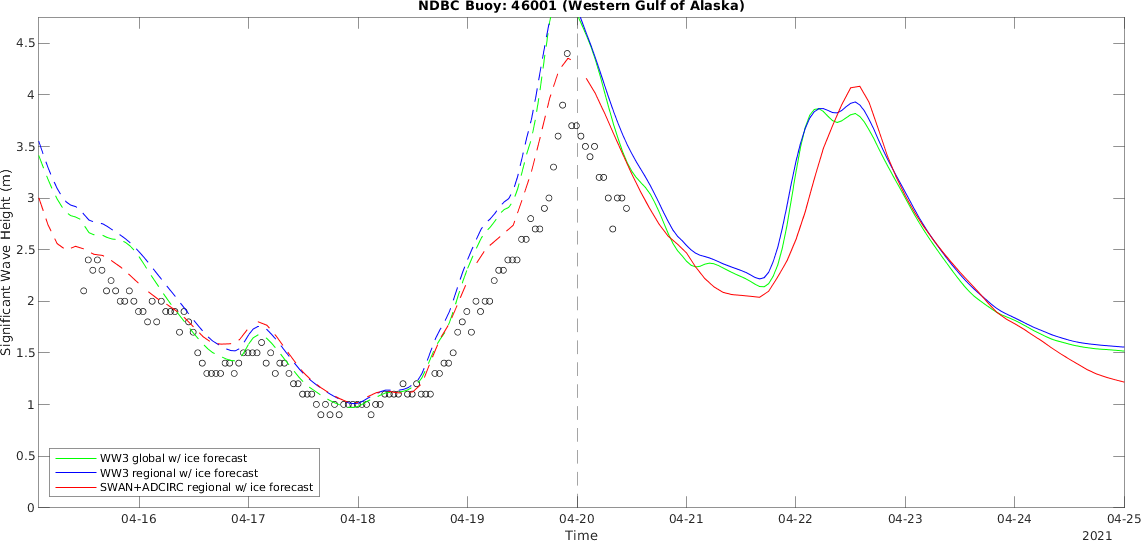 NDBC Buoy: 46001 (Western Gulf of Alaska)
Significant Wave Height (m)
4.5
4
3.5
3
2.5
2
1.5
1
0.5
0
WW3 global w/ ice forecast
WW3 regional w/ ice forecast
SWAN+ADCIRC regional w/ ice forecast
04-16 04-17 04-18 04-19 04-20 04-21 04-22 04-23 04-24 04-25
Time
2021